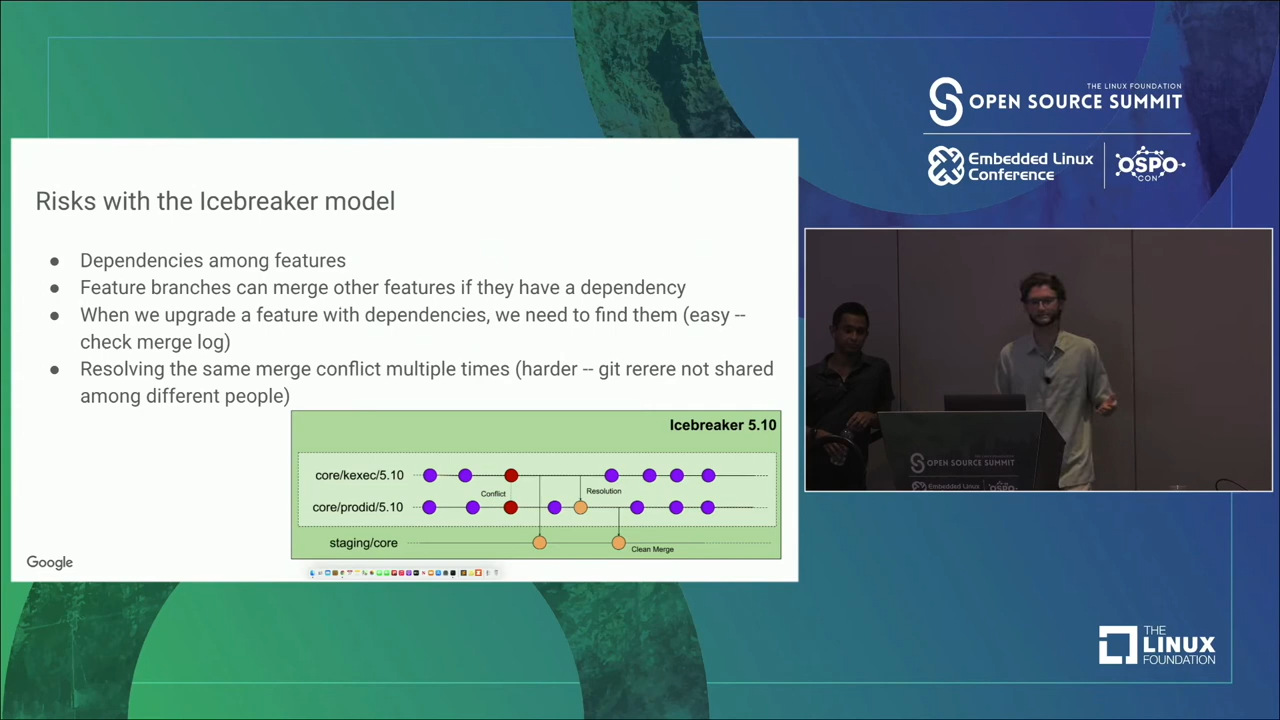 THE LINUX FOUNDATION
OPEN SOURCE SUMMIT
Embedded Linux
Conference
OSPO
CON
Risks with the Icebreaker model
● Dependencies among features
● Feature branches can merge other features if they have a dependency
● When we upgrade a feature with dependencies, we need to find them (easy --
check merge log)
● Resolving the same merge conflict multiple times (harder -- git rerere not shared
among different people)
Icebreaker 5.10
core/kexec/5.10
Conflict
Resolution
core/prodid/5.10
staging/core
Clean Merge
Google
OPEN SOURCE SUMMIT
Embedded Linux
THE
LINUX
FOUNDATION